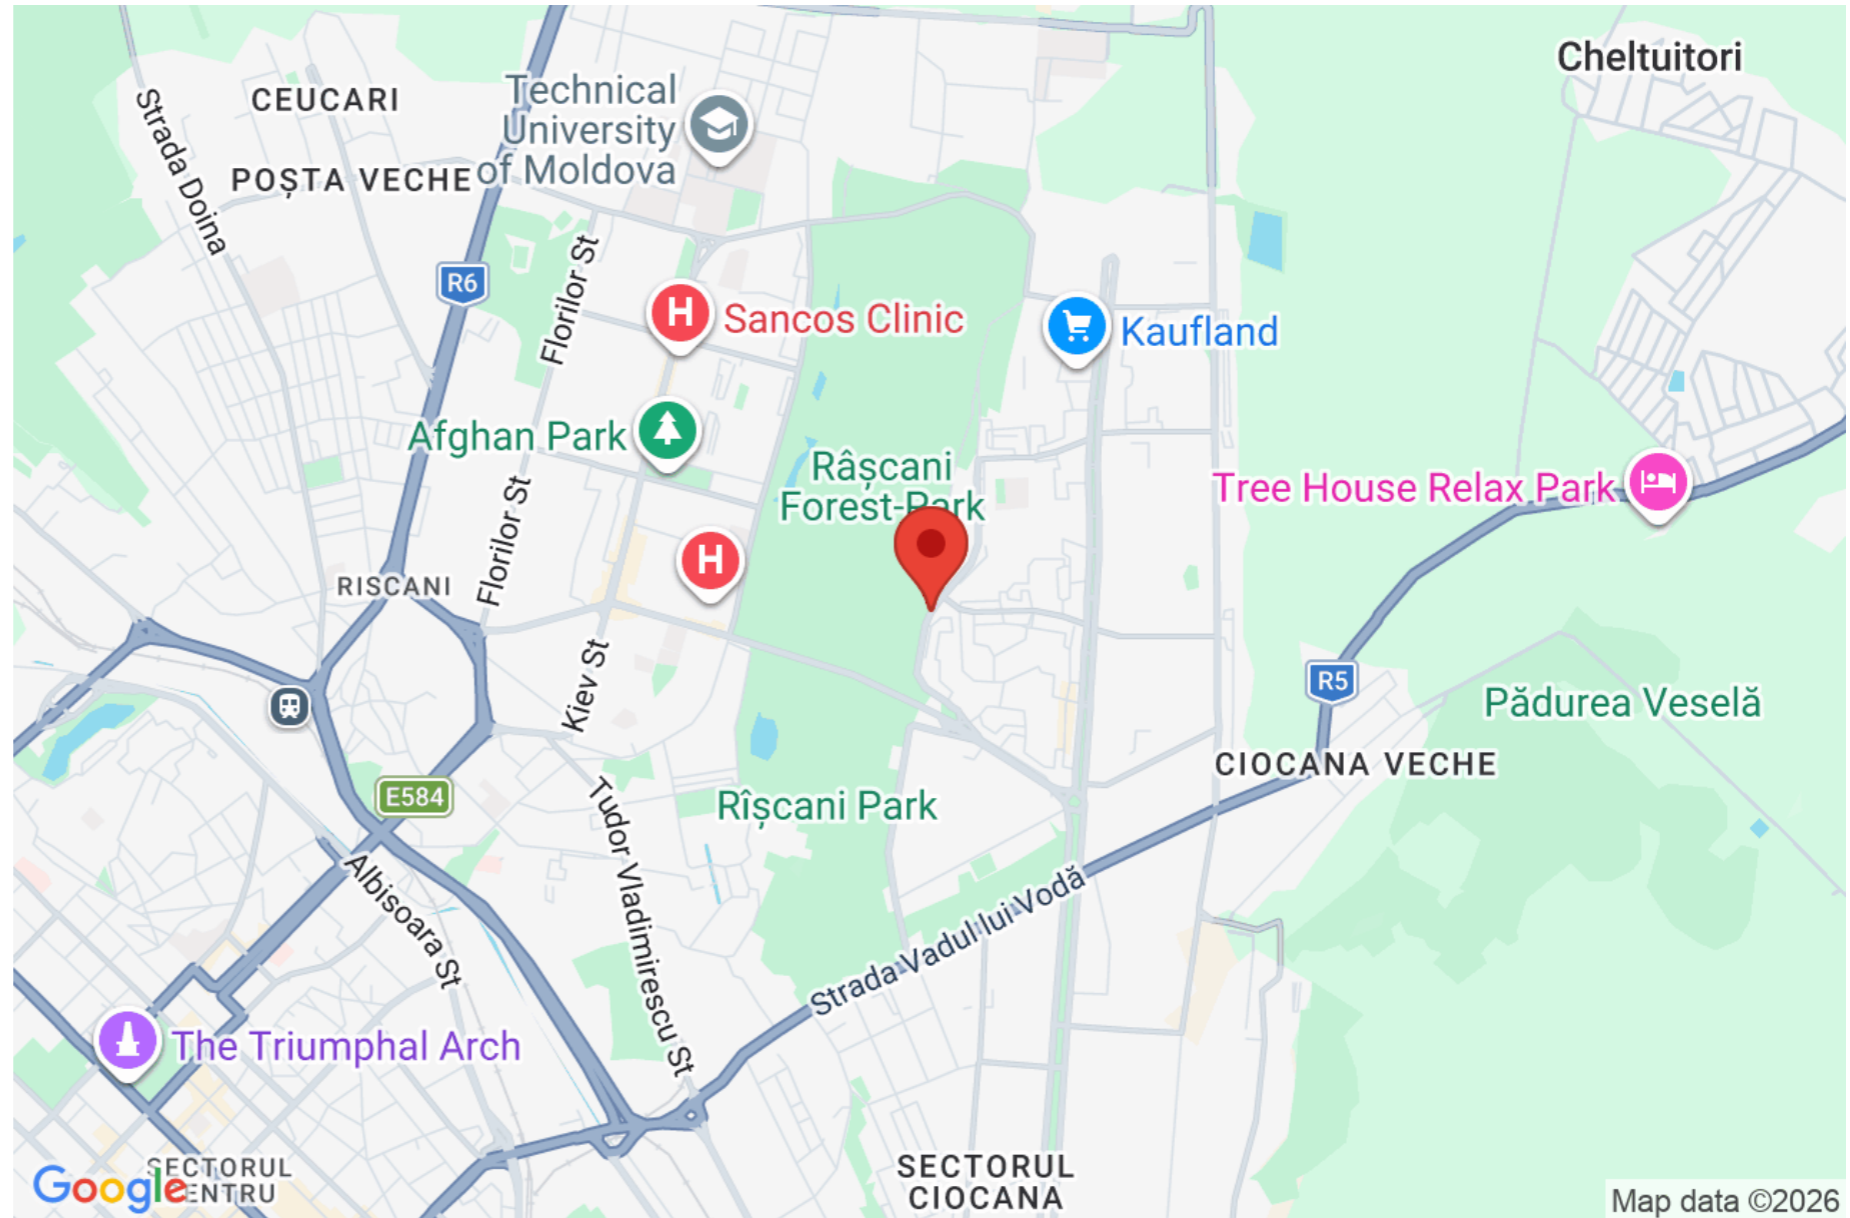 Cheltuitori
CEUCARI
Technical
University
of Moldova
Strada Doina
POȘTA VECHE
Florilor St
R6
Sancos Clinic
Kaufland
Afghan Park
Râșcani
Forest-Park
Tree House Relax Park
Florilor St
RISCANI
Kiev St
R5
Pădurea Veselă
CIOCANA VECHE
E584
Rîșcani Park
Tudor Vladimirescu St
Albisoara St
Strada Vadul lui Vodă
The Triumphal Arch
SECTORUL
CENTRU
SECTORUL
CIOCANA
Google
Map data ©2026
H
H